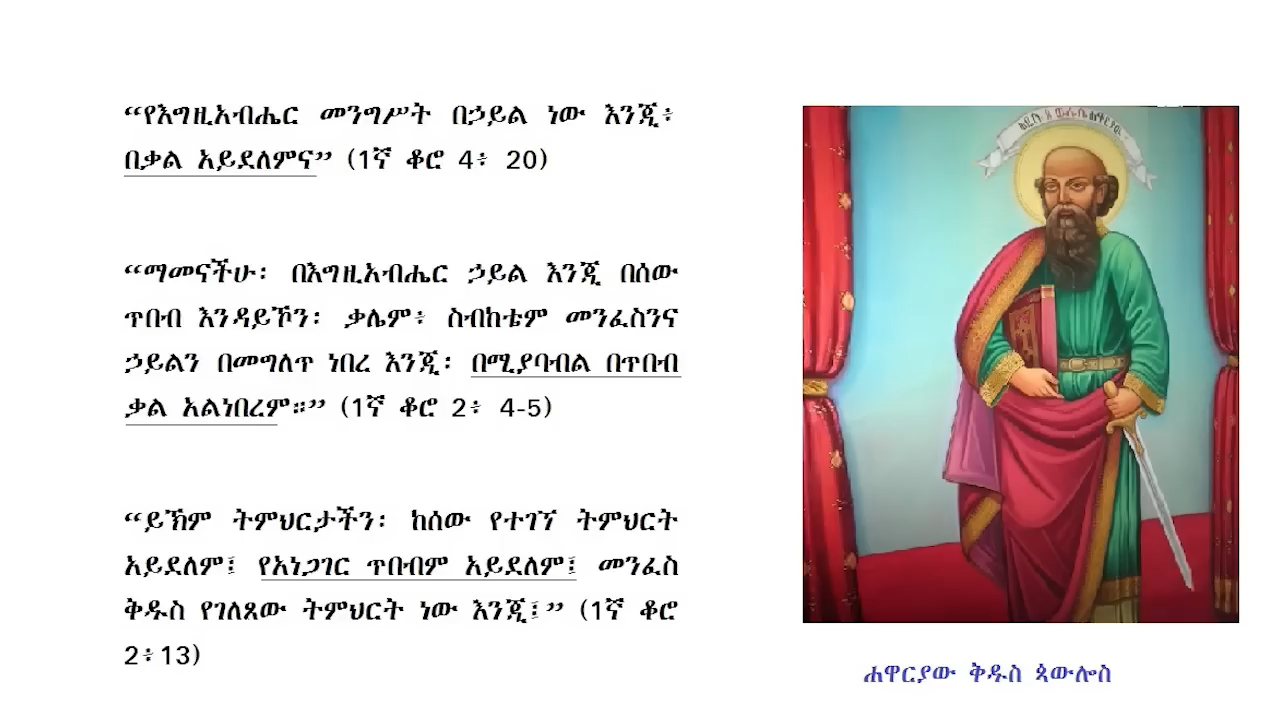 “የእግዚአብሔር መንግሥት በኃይል ነው እንጂ፥
በቃል አይደለምና” (1ኛ ቆሮ 4፥ 20)
“ማመናችሁ፡ በእግዚአብሔር ኃይል እንጂ በሰው
ጥበብ እንዳይኾን፡ ቃሌም፥ ስብከቴም መንፈስንና
ኃይልን በመግለጥ ነበረ እንጂ፡ በሚያባብል በጥበብ
ቃል አልነበረም።” (1ኛ ቆሮ 2፥ 4-5)
“ይኽም ትምህርታችን፡ ከሰው የተገኘ ትምህርት
አይደለም፤ የአነጋገር ጥበብም አይደለም፤ መንፈስ
ቅዱስ የገለጸው ትምህርት ነው እንጂ፤” (1ኛ ቆሮ
2፥13)
ሐዋርያው ቅዱስ ጳውሎስ